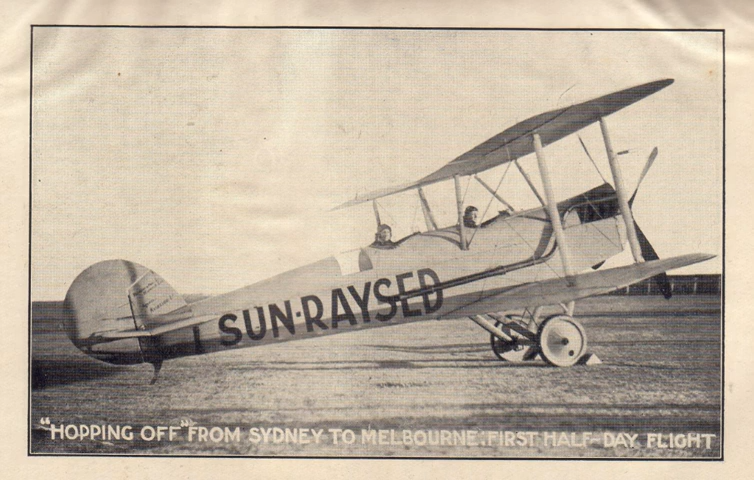 SUN-RAYSED
"HOPPING OFF" FROM SYDNEY TO MELBOURNE: FIRST HALF-DAY FLIGHT